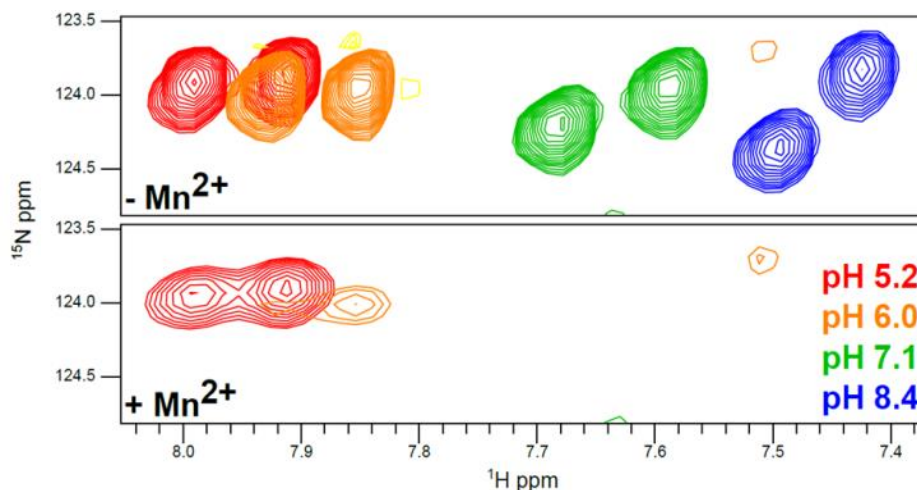 123.5
124.0
124.5
- Mn2+
123.5
124.0
124.5
+ Mn2+
pH 5.2
pH 6.0
pH 7.1
pH 8.4
15N ppm
8.0 7.9 7.8 7.7 7.6 7.5 7.4
1H ppm